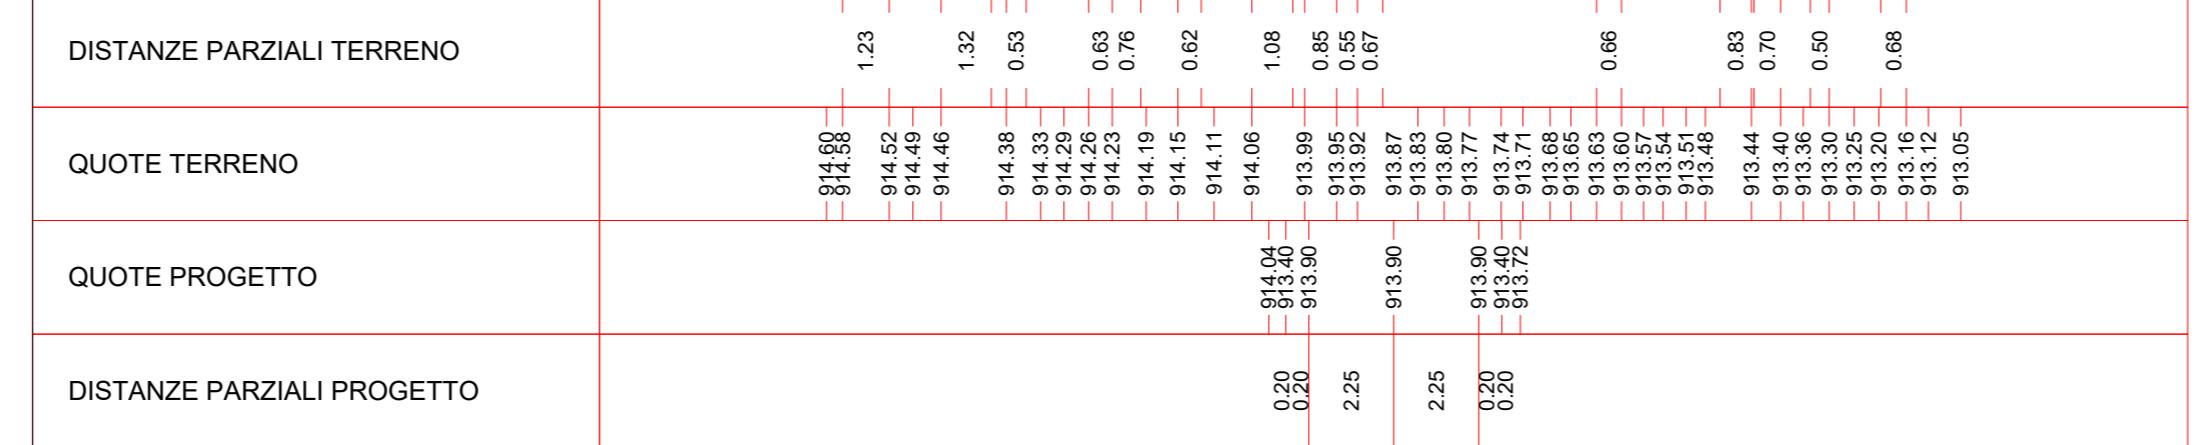 DISTANZE PARZIALI TERRENO 1.23 1.32 0.53 0.63 0.76 0.62 1.08 0.85 0.55 0.67 0.66 0.83 0.70 0.50 0.68
QUOTE TERRENO 914.60 914.58 914.52 914.49 914.46 914.38 914.33 914.29 914.26 914.23 914.19 914.15 914.11 914.06 913.99 913.95 913.92 913.87 913.83 913.80 913.77 913.74 913.71 913.68 913.65 913.63 913.60 913.57 913.54 913.51 913.48 913.44 913.40 913.36 913.30 913.25 913.20 913.16 913.12 913.05
QUOTE PROGETTO 914.04 913.40 913.90 913.90 913.90 913.40 913.72
DISTANZE PARZIALI PROGETTO 0.20 0.20 2.25 2.25 0.20 0.20